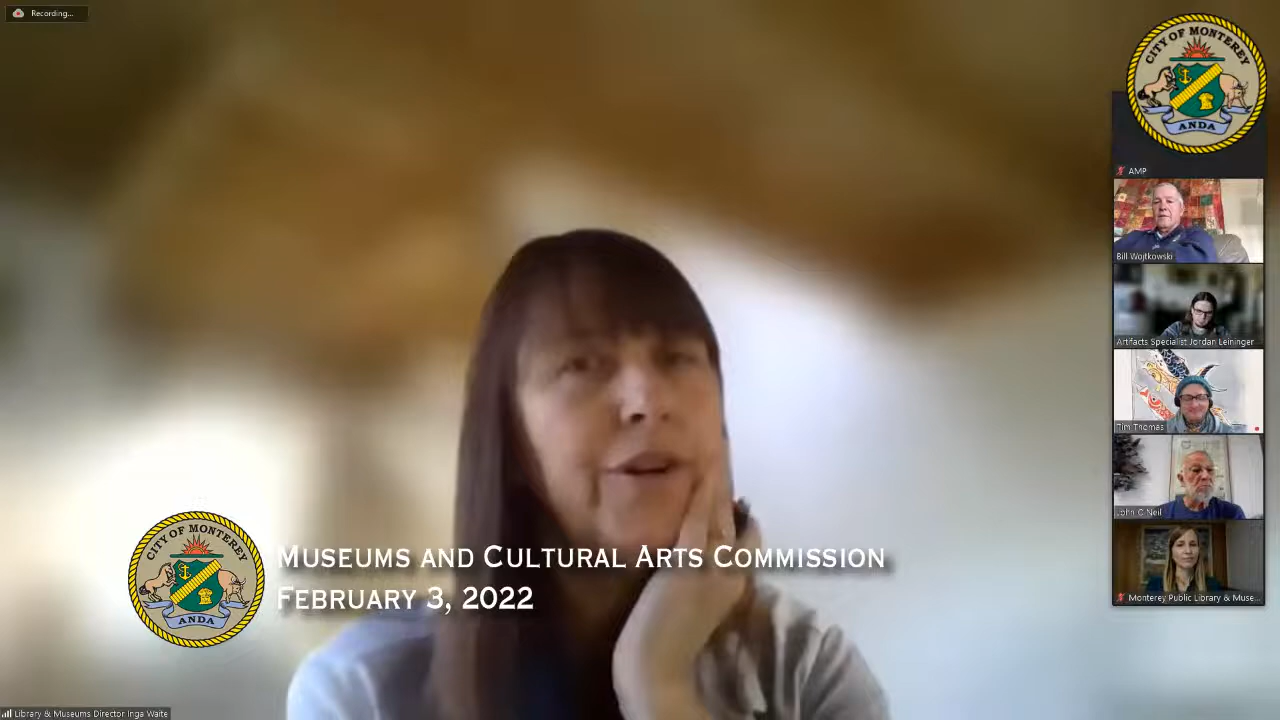 Recording...
CITY OF MONTEREY
ANDA
AMP
Bill Wojtkowski
Artifacts Specialist Jordan Leininger
Tim Thomas
John O'Neil
Monterey Public Library & Muse...
CITY OF MONTEREY
ANDA
MUSEUMS AND CULTURAL ARTS COMMISSION
FEBRUARY 3, 2022
Library & Museums Director Inga Waite